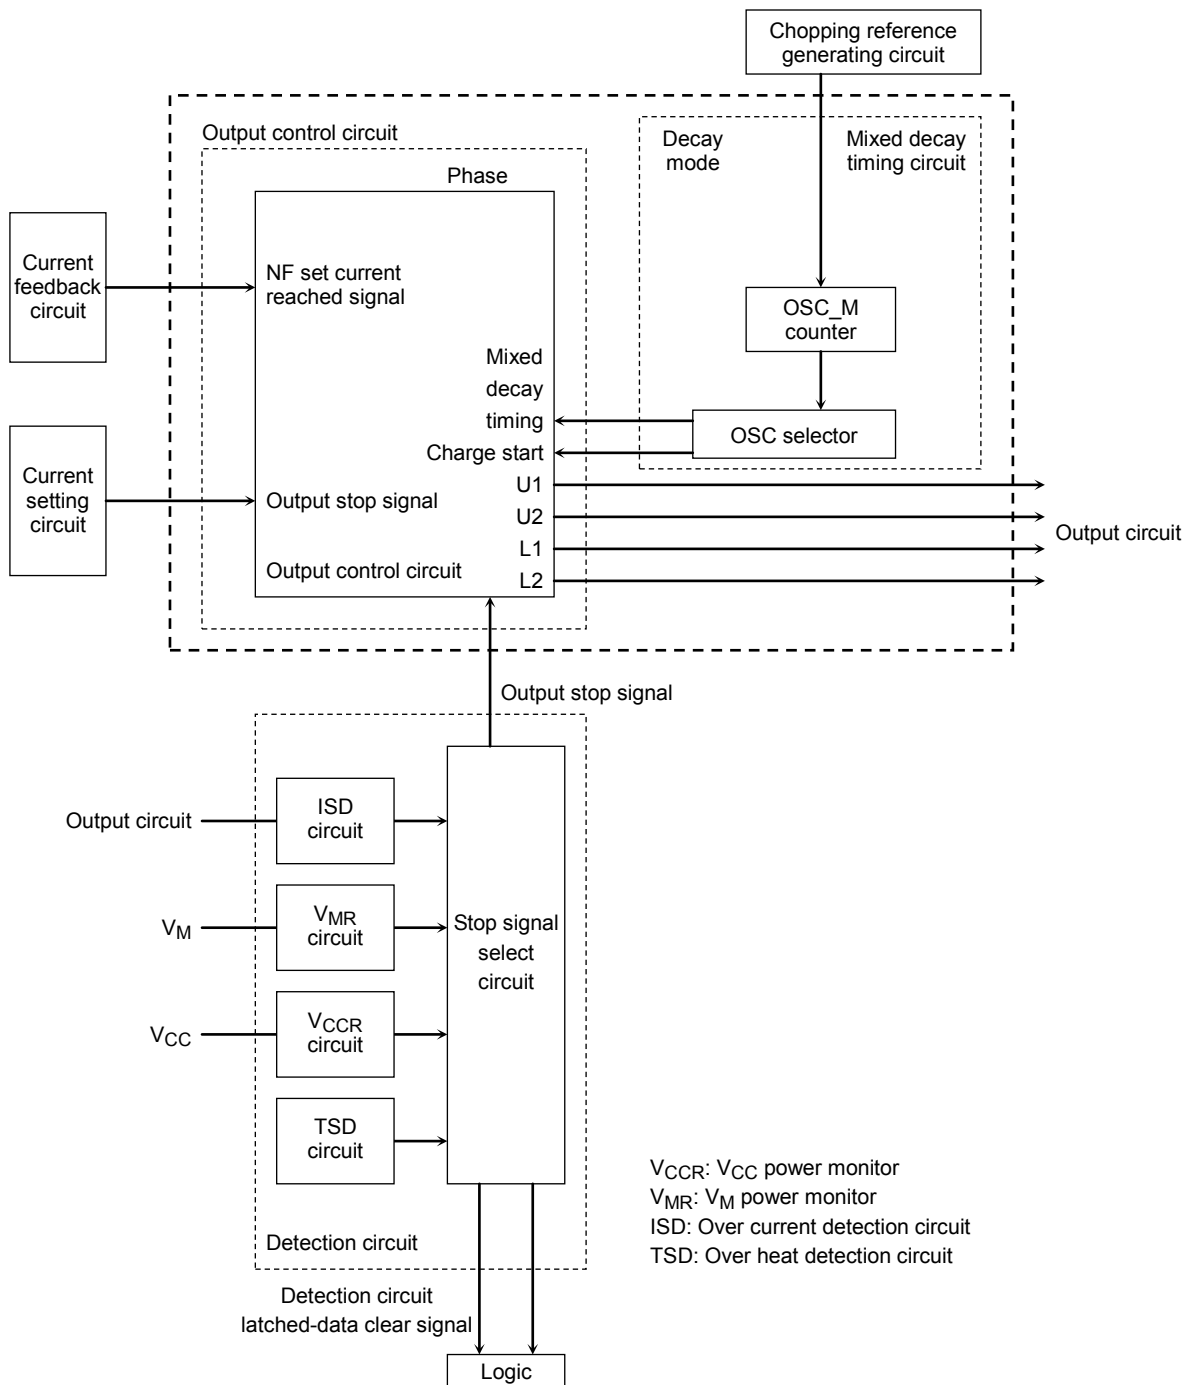 Chopping reference
generating circuit
Output control circuit
Decay
mode
Mixed decay
timing circuit
Phase
Current
feedback
circuit
NF set current
reached signal
OSC_M
counter
Mixed
decay
timing
OSC selector
Charge start
Current
setting
circuit
Output stop signal
U1
U2
L1
L2
Output circuit
Output control circuit
Output stop signal
Output circuit
ISD
circuit
VM
VMR
circuit
Stop signal
select
circuit
VCC
VCCR
circuit
TSD
circuit
Detection circuit
VCCR: VCC power monitor
VMR: VM power monitor
ISD: Over current detection circuit
TSD: Over heat detection circuit
Detection circuit
latched-data clear signal
Logic